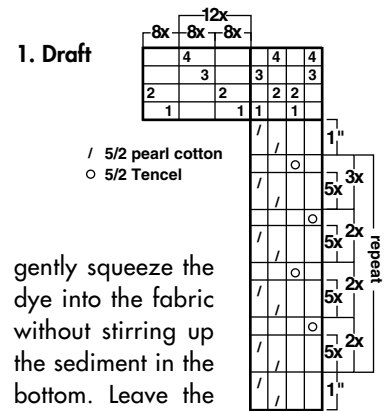 12x
8x 8x 8x
1. Draft
4 4 4
3 3 3
2 2 2 2
1 1 1 1
/ 5/2 pearl cotton
o 5/2 Tencel
/ / 1"
o
/ / 5x 3x
o
/ / 5x 2x
o
/ / 5x 2x
o
/ / 5x 2x
/ / 1"
repeat
gently squeeze the
dye into the fabric
without stirring up
the sediment in the
bottom. Leave the